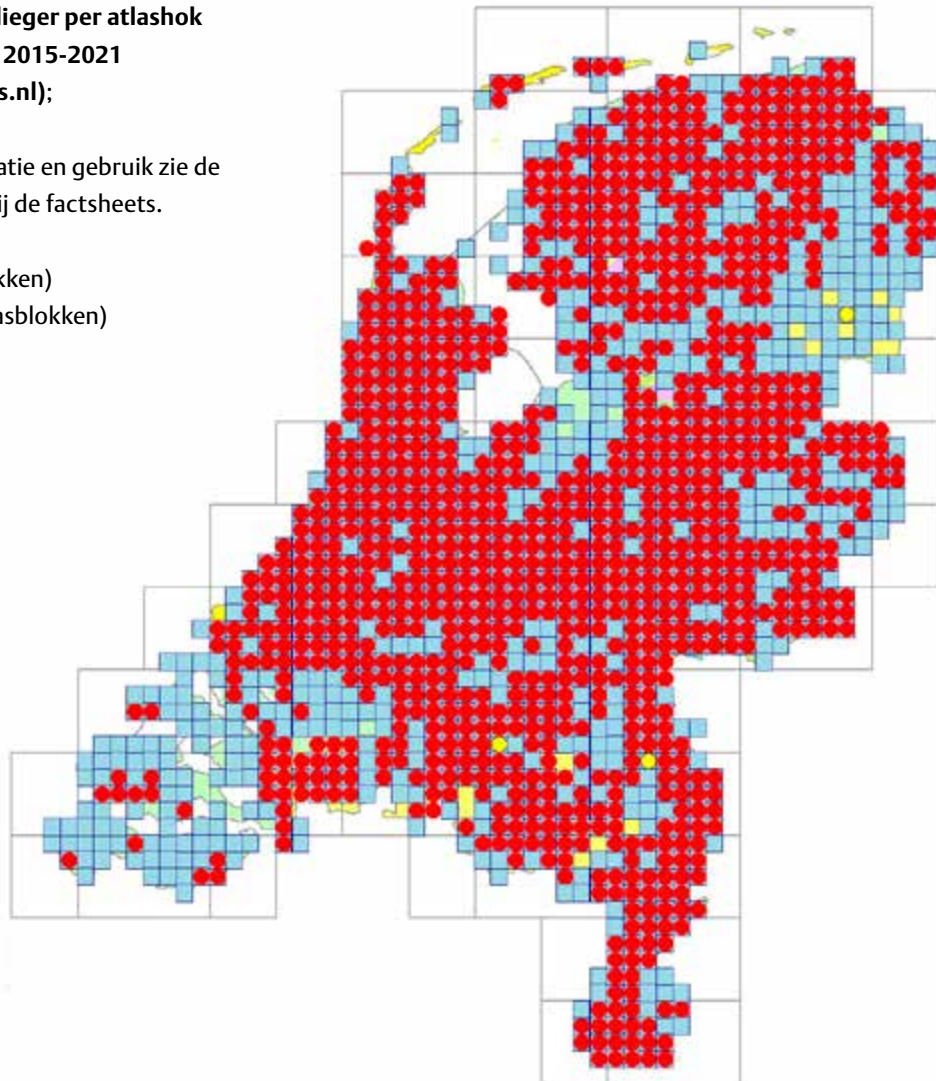 lieger per atlashok
2015-2021
s.nl);
atie en gebruik zie de
ij de factsheets.
kken)
asblokken)